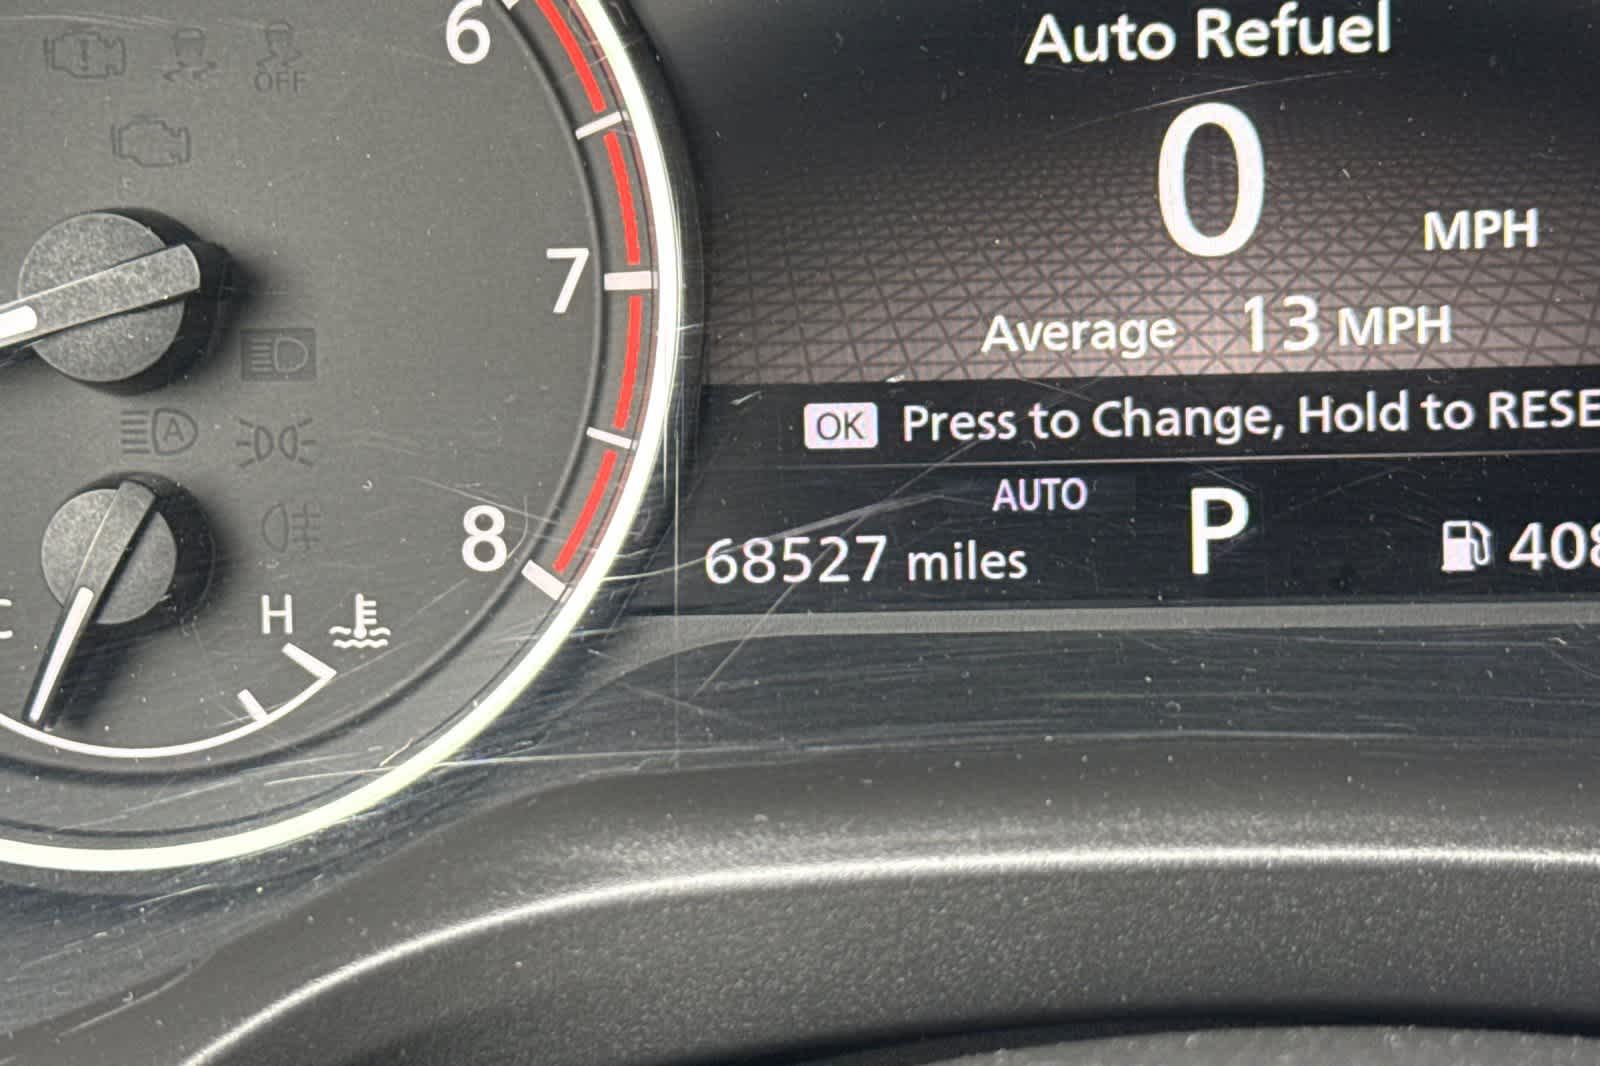 6
7
8
OFF
A
H
Auto Refuel
0 MPH
Average 13 MPH
OK Press to Change, Hold to RESE
AUTO
68527 miles P 408